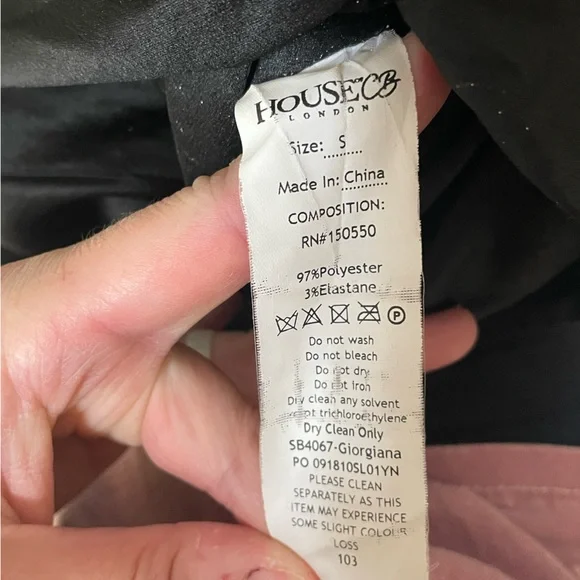 HOUSE OF CB
LONDON
Size: S
Made In: China
COMPOSITION:
RN#150550
97%Polyester
3%Elastane
P
Do not wash
Do not bleach
Do not dry
Do not iron
Dry clean any solvent
except trichloroethylene
Dry Clean Only
SB4067-Giorgiana
PO 091810SL01YN
PLEASE CLEAN
SEPARATELY AS THIS
ITEM MAY EXPERIENCE
SOME SLIGHT COLOUR
LOSS
103